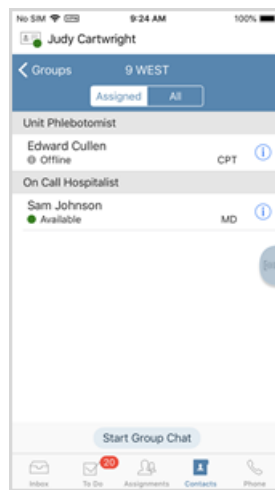 No SIM 9:24 AM 100%
Judy Cartwright
Groups 9 WEST
Assigned All
Unit Phlebotomist
Edward Cullen
Offline CPT
On Call Hospitalist
Sam Johnson
Available MD
Start Group Chat
20
Inbox To Do Assignments Contacts Phone